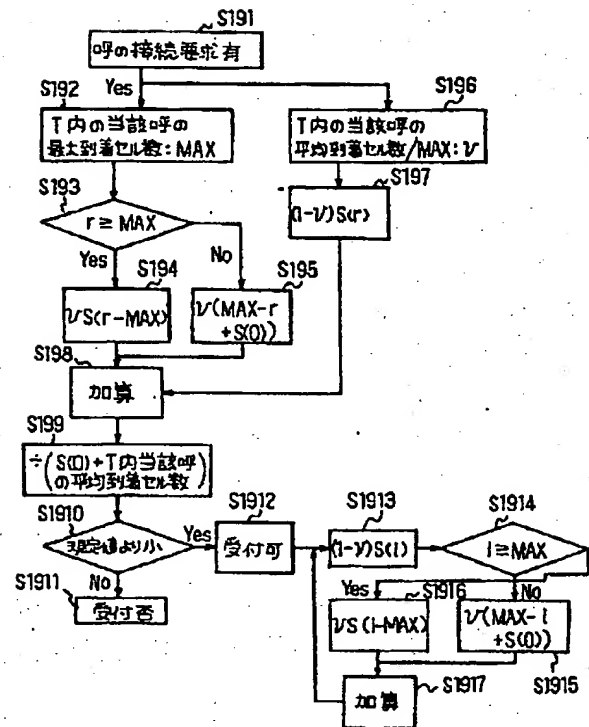 S191
呼の接続要求有
S192
Yes
S196
T内の当該呼の
最大到着セル数:MAX
T内の当該呼の
平均到着セル数/MAX:ν
S193
S197
r≧MAX
(1-ν)S(r)
Yes
S194
No
S195
νS(r-MAX)
ν(MAX-r
+S(0))
S198
加算
S199
÷(S(0)+T内当該呼
の平均到着セル数)
S1910
規定値より小
Yes
S1912
受付可
S1913
(1-ν)S(i)
S1914
i≧MAX
S1911
No
受付否
Yes
S1916
No
νS(i-MAX)
ν(MAX-i
+S(0))
S1915
加算
S1917